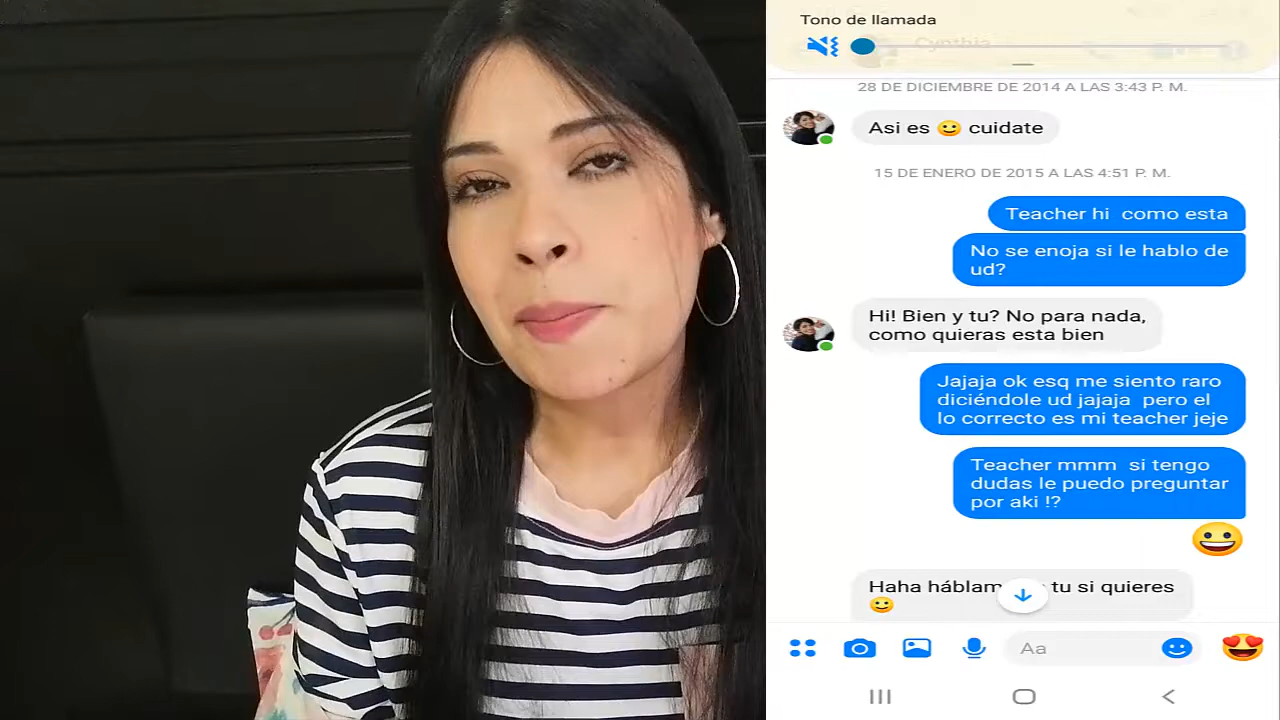 Tono de llamada
Cynthia
28 DE DICIEMBRE DE 2014 A LAS 3:43 P. M.
Asi es 🙂 cuidate
15 DE ENERO DE 2015 A LAS 4:51 P. M.
Teacher hi como esta
No se enoja si le hablo de
ud?
Hi! Bien y tu? No para nada,
como quieras esta bien
Jajaja ok esq me siento raro
diciéndole ud jajaja pero el
lo correcto es mi teacher jeje
Teacher mmm si tengo
dudas le puedo preguntar
por aki !?
😀
Haha háblam tu si quieres
🙂
Aa